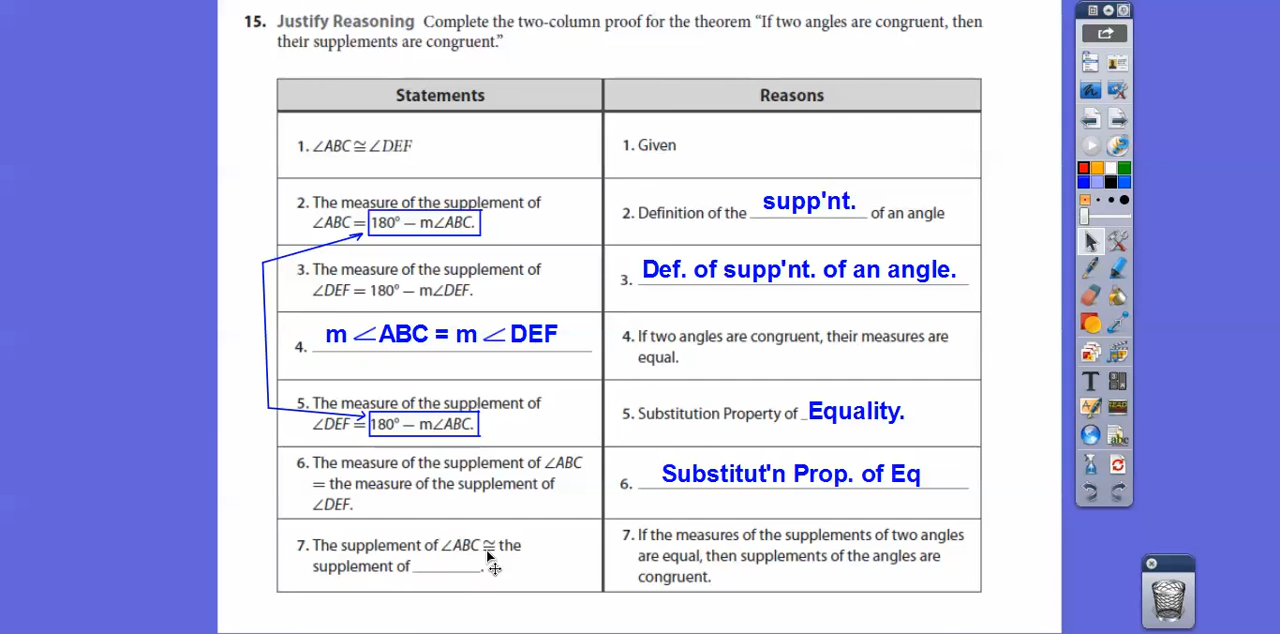 15. Justify Reasoning Complete the two-column proof for the theorem “If two angles are congruent, then
their supplements are congruent.”
Statements
Reasons
1. ∠ABC ≅ ∠DEF
1. Given
2. The measure of the supplement of
∠ABC = 180° − m∠ABC.
2. Definition of the supp'nt. of an angle
3. The measure of the supplement of
∠DEF = 180° − m∠DEF.
3. Def. of supp'nt. of an angle.
4. m∠ABC = m∠DEF
4. If two angles are congruent, their measures are
equal.
5. The measure of the supplement of
∠DEF = 180° − m∠ABC.
5. Substitution Property of _Equality.
6. The measure of the supplement of ∠ABC
= the measure of the supplement of
∠DEF.
6. Substitut'n Prop. of Eq
7. The supplement of ∠ABC ≅ the
supplement of ________.
7. If the measures of the supplements of two angles
are equal, then supplements of the angles are
congruent.